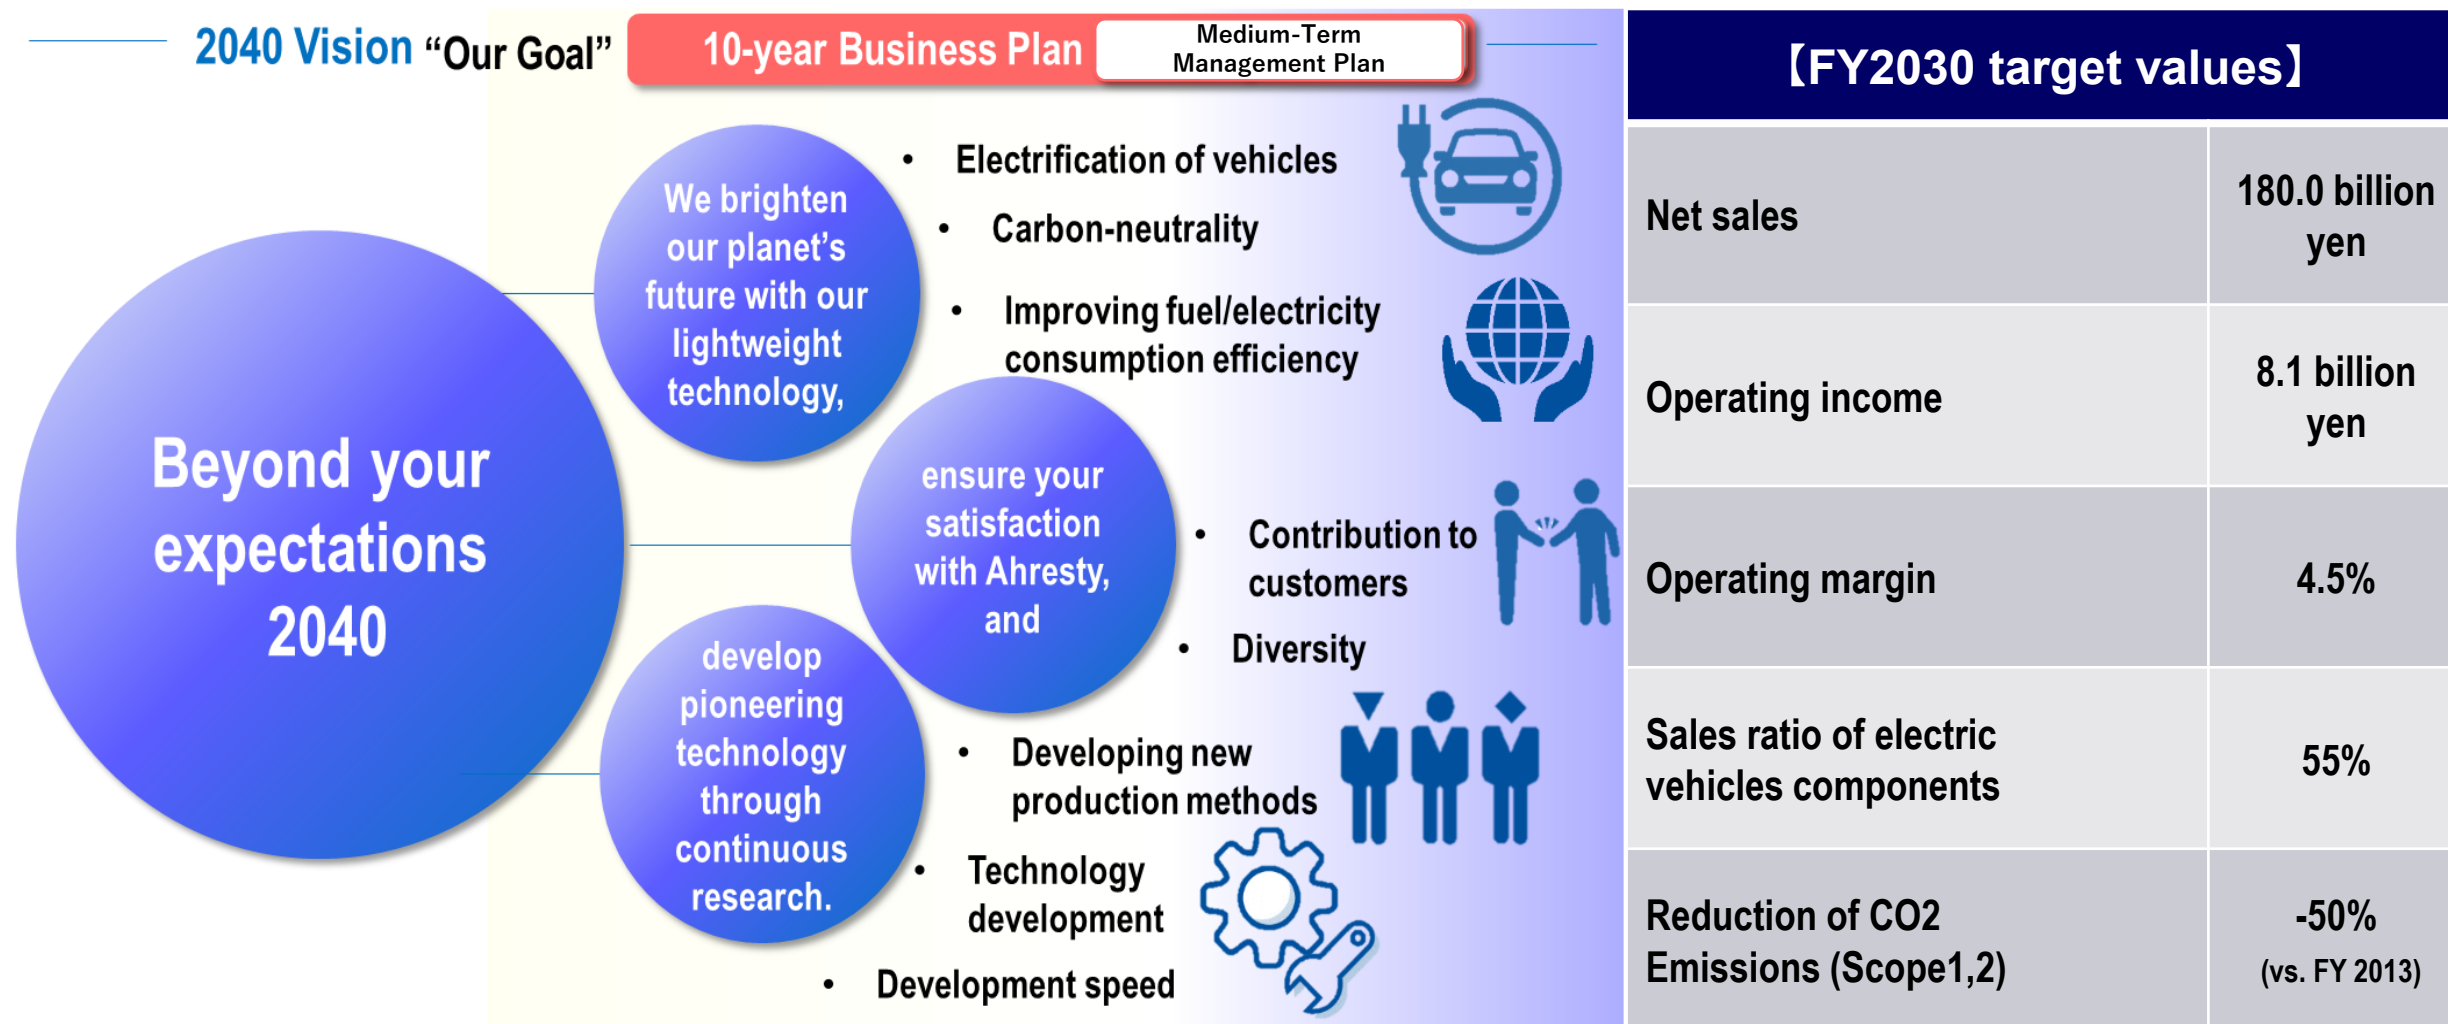 2040 Vision “Our Goal”
10-year Business Plan
Medium-Term
Management Plan
Beyond your
expectations
2040
We brighten
our planet’s
future with our
lightweight
technology,
• Electrification of vehicles
• Carbon-neutrality
• Improving fuel/electricity
consumption efficiency
ensure your
satisfaction
with Ahresty,
and
• Contribution to
customers
• Diversity
develop
pioneering
technology
through
continuous
research.
• Developing new
production methods
• Technology
development
• Development speed
【FY2030 target values】
Net sales
180.0 billion
yen
Operating income
8.1 billion
yen
Operating margin
4.5%
Sales ratio of electric
vehicles components
55%
Reduction of CO2
Emissions (Scope1,2)
-50%
(vs. FY 2013)